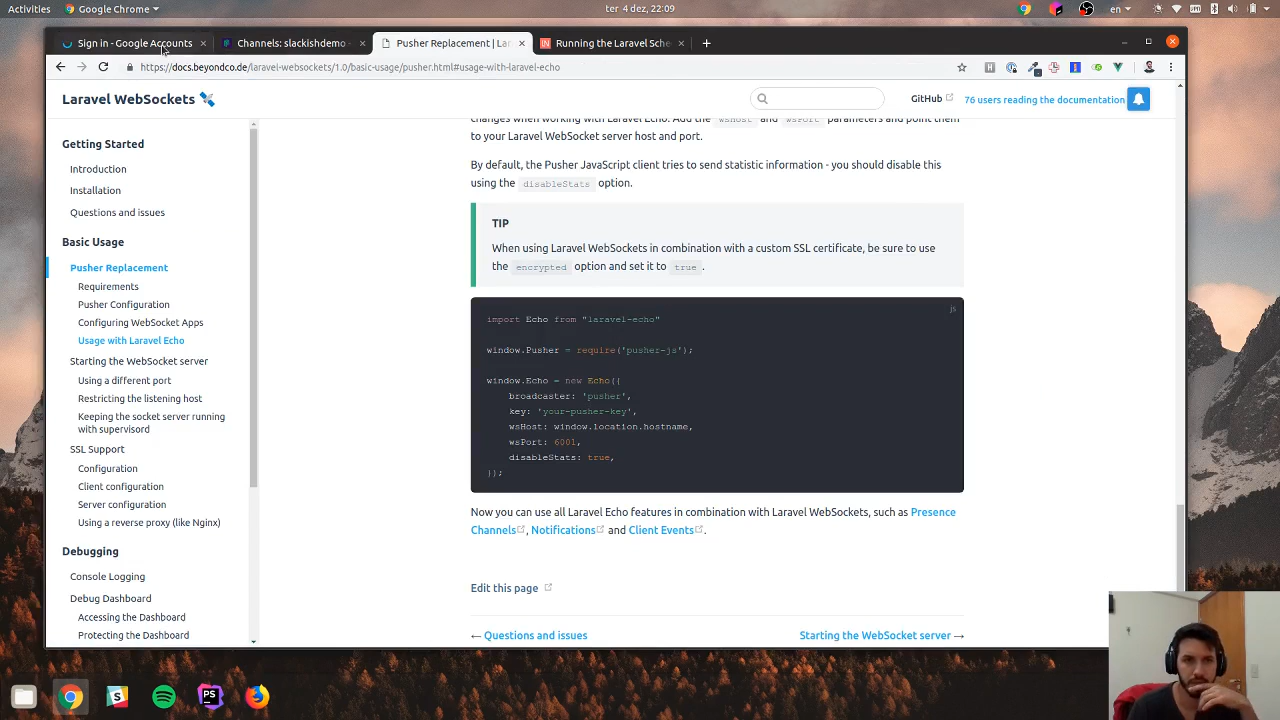 Activities
Google Chrome
ter 4 dez, 22:09
en
Sign in - Google Accounts
Channels: slackishdemo -
Pusher Replacement | Lar
Running the Laravel Sche
https://docs.beyondco.de/laravel-websockets/1.0/basic-usage/pusher.html#usage-with-laravel-echo
Laravel WebSockets
GitHub
76 users reading the documentation
Getting Started
Introduction
Installation
Questions and issues
Basic Usage
Pusher Replacement
Requirements
Pusher Configuration
Configuring WebSocket Apps
Usage with Laravel Echo
Starting the WebSocket server
Using a different port
Restricting the listening host
Keeping the socket server running
with supervisord
SSL Support
Configuration
Client configuration
Server configuration
Using a reverse proxy (like Nginx)
Debugging
Console Logging
Debug Dashboard
Accessing the Dashboard
Protecting the Dashboard
changes when working with Laravel Echo. Add the wsHost and wsPort parameters and point them
to your Laravel WebSocket server host and port.
By default, the Pusher JavaScript client tries to send statistic information - you should disable this
using the disableStats option.
TIP
When using Laravel WebSockets in combination with a custom SSL certificate, be sure to use
the encrypted option and set it to true.
js
import Echo from "laravel-echo"
window.Pusher = require('pusher-js');
window.Echo = new Echo({
broadcaster: 'pusher',
key: 'your-pusher-key',
wsHost: window.location.hostname,
wsPort: 6001,
disableStats: true,
});
Now you can use all Laravel Echo features in combination with Laravel WebSockets, such as Presence
Channels, Notifications and Client Events.
Edit this page
← Questions and issues
Starting the WebSocket server →